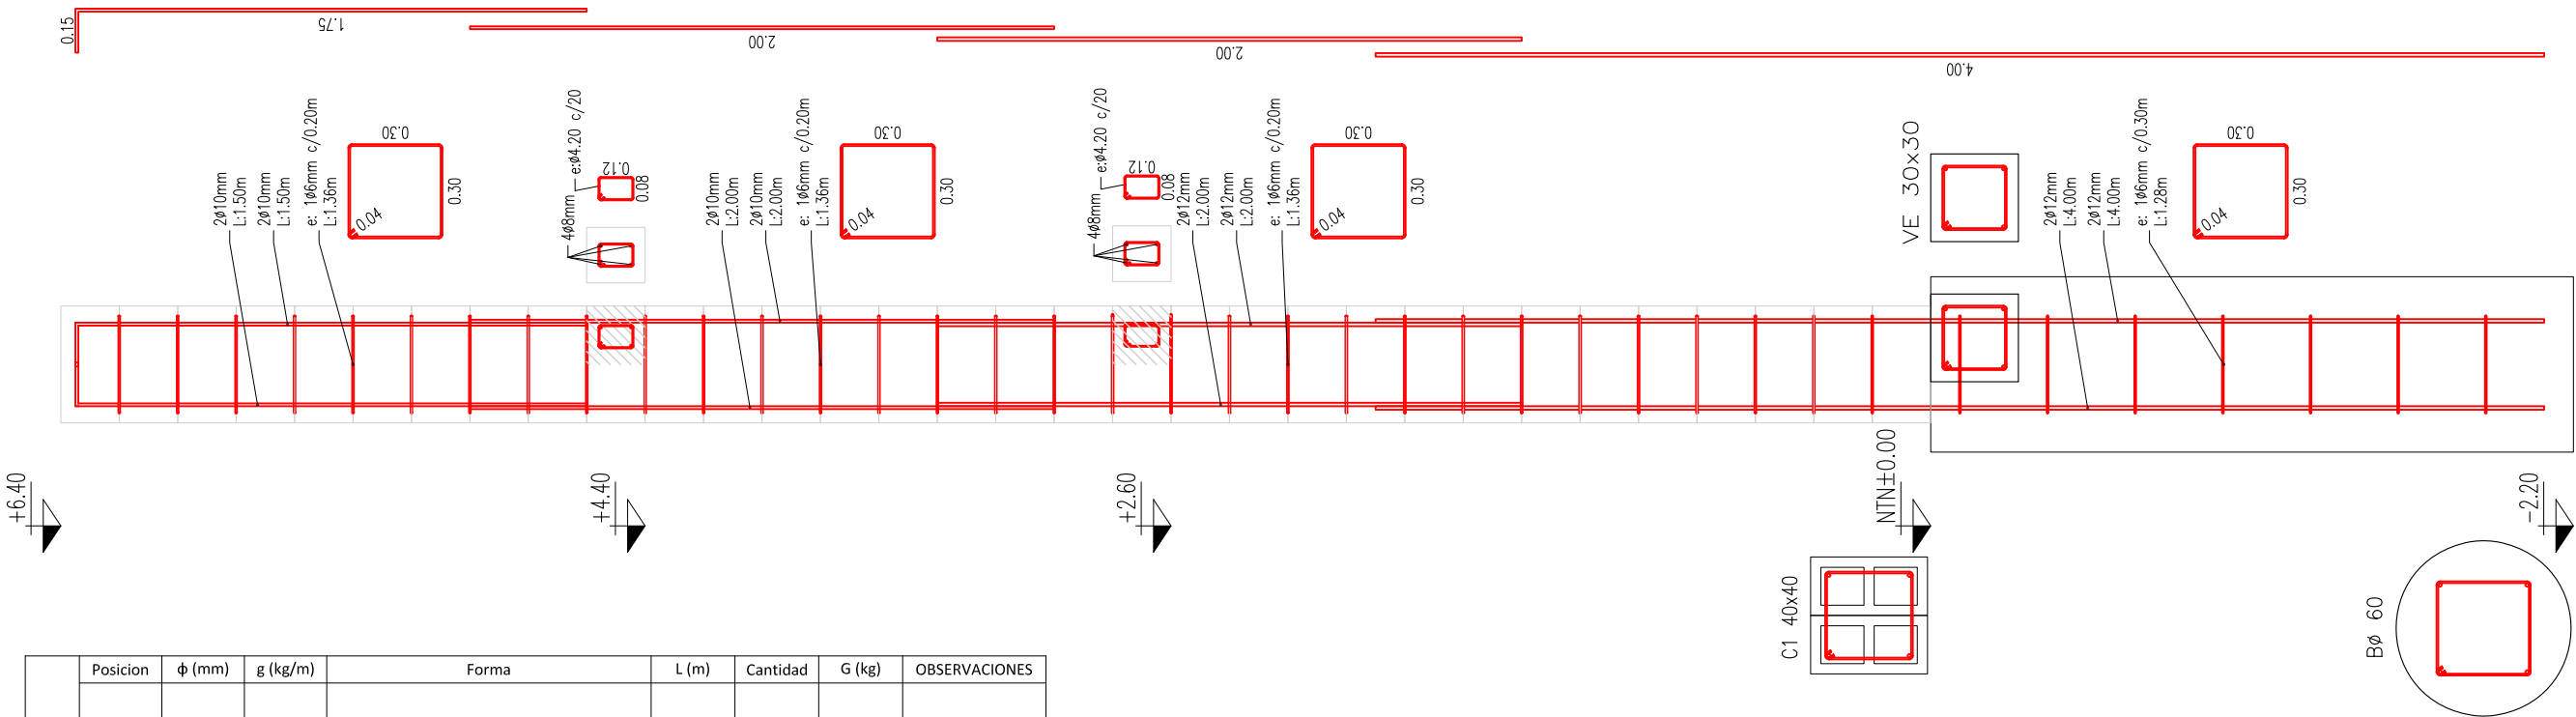 0.15
1.75
2.00
2.00
4.00
2ø10mm
L:1.50m
2ø10mm
L:1.50m
e: 1ø6mm c/0.20m
L:1.36m
0.30
0.30
0.04
4ø8mm
e:ø4.20 c/20
0.12
0.08
2ø10mm
L:2.00m
2ø10mm
L:2.00m
e: 1ø6mm c/0.20m
L:1.36m
0.30
0.30
0.04
4ø8mm
e:ø4.20 c/20
0.12
0.08
2ø12mm
L:2.00m
2ø12mm
L:2.00m
e: 1ø6mm c/0.20m
L:1.36m
0.30
0.30
0.04
VE 30x30
2ø12mm
L:4.00m
2ø12mm
L:4.00m
e: 1ø6mm c/0.30m
L:1.28m
0.30
0.30
0.04
+6.40
+4.40
+2.60
NTN±0.00
-2.20
C1 40x40
Bø 60
Posicion ϕ (mm) g (kg/m) Forma L (m) Cantidad G (kg) OBSERVACIONES